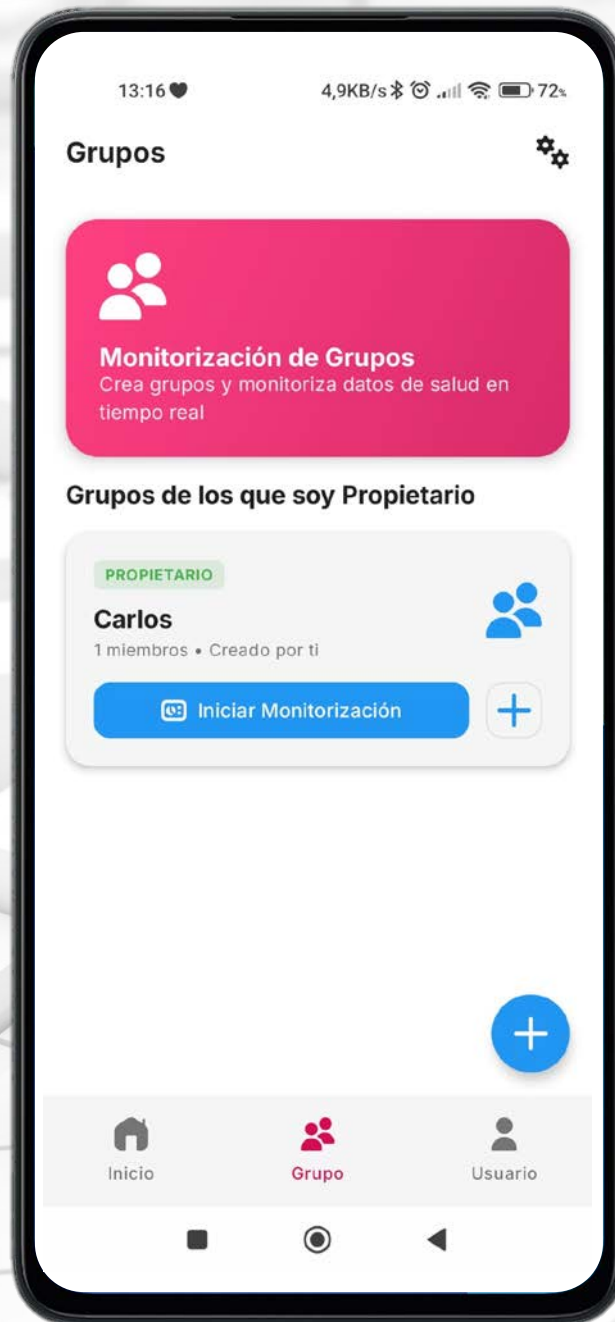 13:16 4,9KB/s 72%
Grupos
Monitorización de Grupos
Crea grupos y monitoriza datos de salud en
tiempo real
Grupos de los que soy Propietario
PROPIETARIO
Carlos
1 miembros • Creado por ti
Iniciar Monitorización
Inicio Grupo Usuario